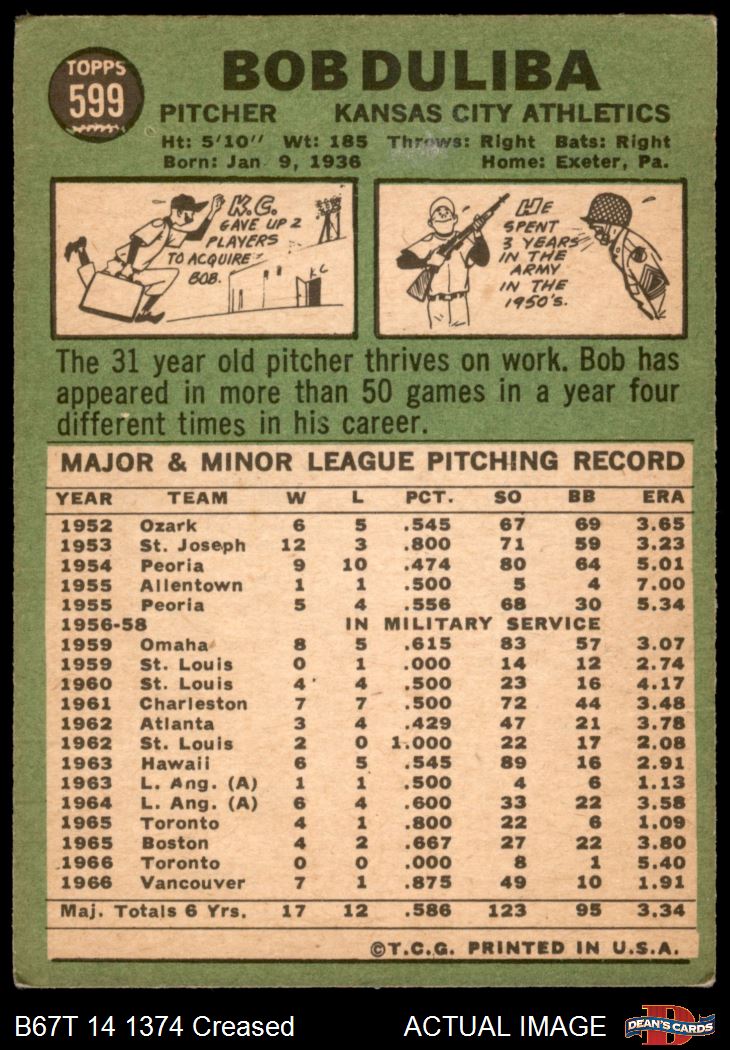 TOPPS
599
BOB DULIBA
PITCHER KANSAS CITY ATHLETICS
Ht: 5'10" Wt: 185 Throws: Right Bats: Right
Born: Jan 9, 1936 Home: Exeter, Pa.
K.C.
GAVE UP 2
PLAYERS
TO ACQUIRE
BOB.
KC
HE
SPENT
3 YEARS
IN THE
ARMY
IN THE
1950's.
The 31 year old pitcher thrives on work. Bob has
appeared in more than 50 games in a year four
different times in his career.
MAJOR & MINOR LEAGUE PITCHING RECORD
YEAR TEAM W L PCT. SO BB ERA
1952 Ozark 6 5 .545 67 69 3.65
1953 St. Joseph 12 3 .800 71 59 3.23
1954 Peoria 9 10 .474 80 64 5.01
1955 Allentown 1 1 .500 5 4 7.00
1955 Peoria 5 4 .556 68 30 5.34
1956-58 IN MILITARY SERVICE
1959 Omaha 8 5 .615 83 57 3.07
1959 St. Louis 0 1 .000 14 12 2.74
1960 St. Louis 4 4 .500 23 16 4.17
1961 Charleston 7 7 .500 72 44 3.48
1962 Atlanta 3 4 .429 47 21 3.78
1962 St. Louis 2 0 1.000 22 17 2.08
1963 Hawaii 6 5 .545 89 16 2.91
1963 L. Ang. (A) 1 1 .500 4 6 1.13
1964 L. Ang. (A) 6 4 .600 33 22 3.58
1965 Toronto 4 1 .800 22 6 1.09
1965 Boston 4 2 .667 27 22 3.80
1966 Toronto 0 0 .000 8 1 5.40
1966 Vancouver 7 1 .875 49 10 1.91
Maj. Totals 6 Yrs. 17 12 .586 123 95 3.34
©T.C.G. PRINTED IN U.S.A.
B67T 14 1374 Creased ACTUAL IMAGE
D
DEAN'S CARDS